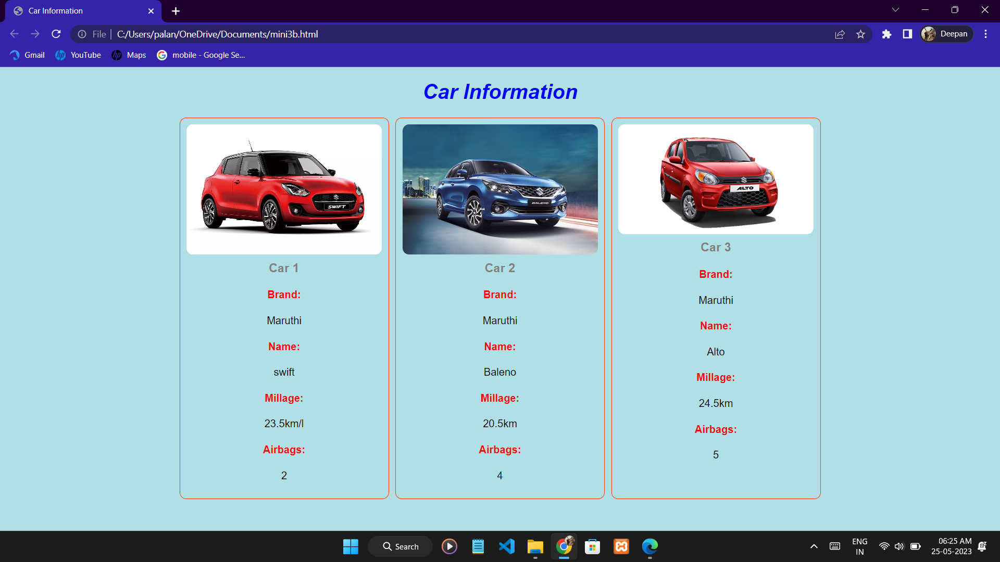 Car Information
File
C:/Users/palan/OneDrive/Documents/mini3b.html
Deepan
Gmail
YouTube
Maps
mobile - Google Se...
Car Information
SWIFT
Car 1
Brand:
Maruthi
Name:
swift
Millage:
23.5km/l
Airbags:
2
BALENO
Car 2
Brand:
Maruthi
Name:
Baleno
Millage:
20.5km
Airbags:
4
ALTO
Car 3
Brand:
Maruthi
Name:
Alto
Millage:
24.5km
Airbags:
5
Search
ENG
IN
06:25 AM
25-05-2023